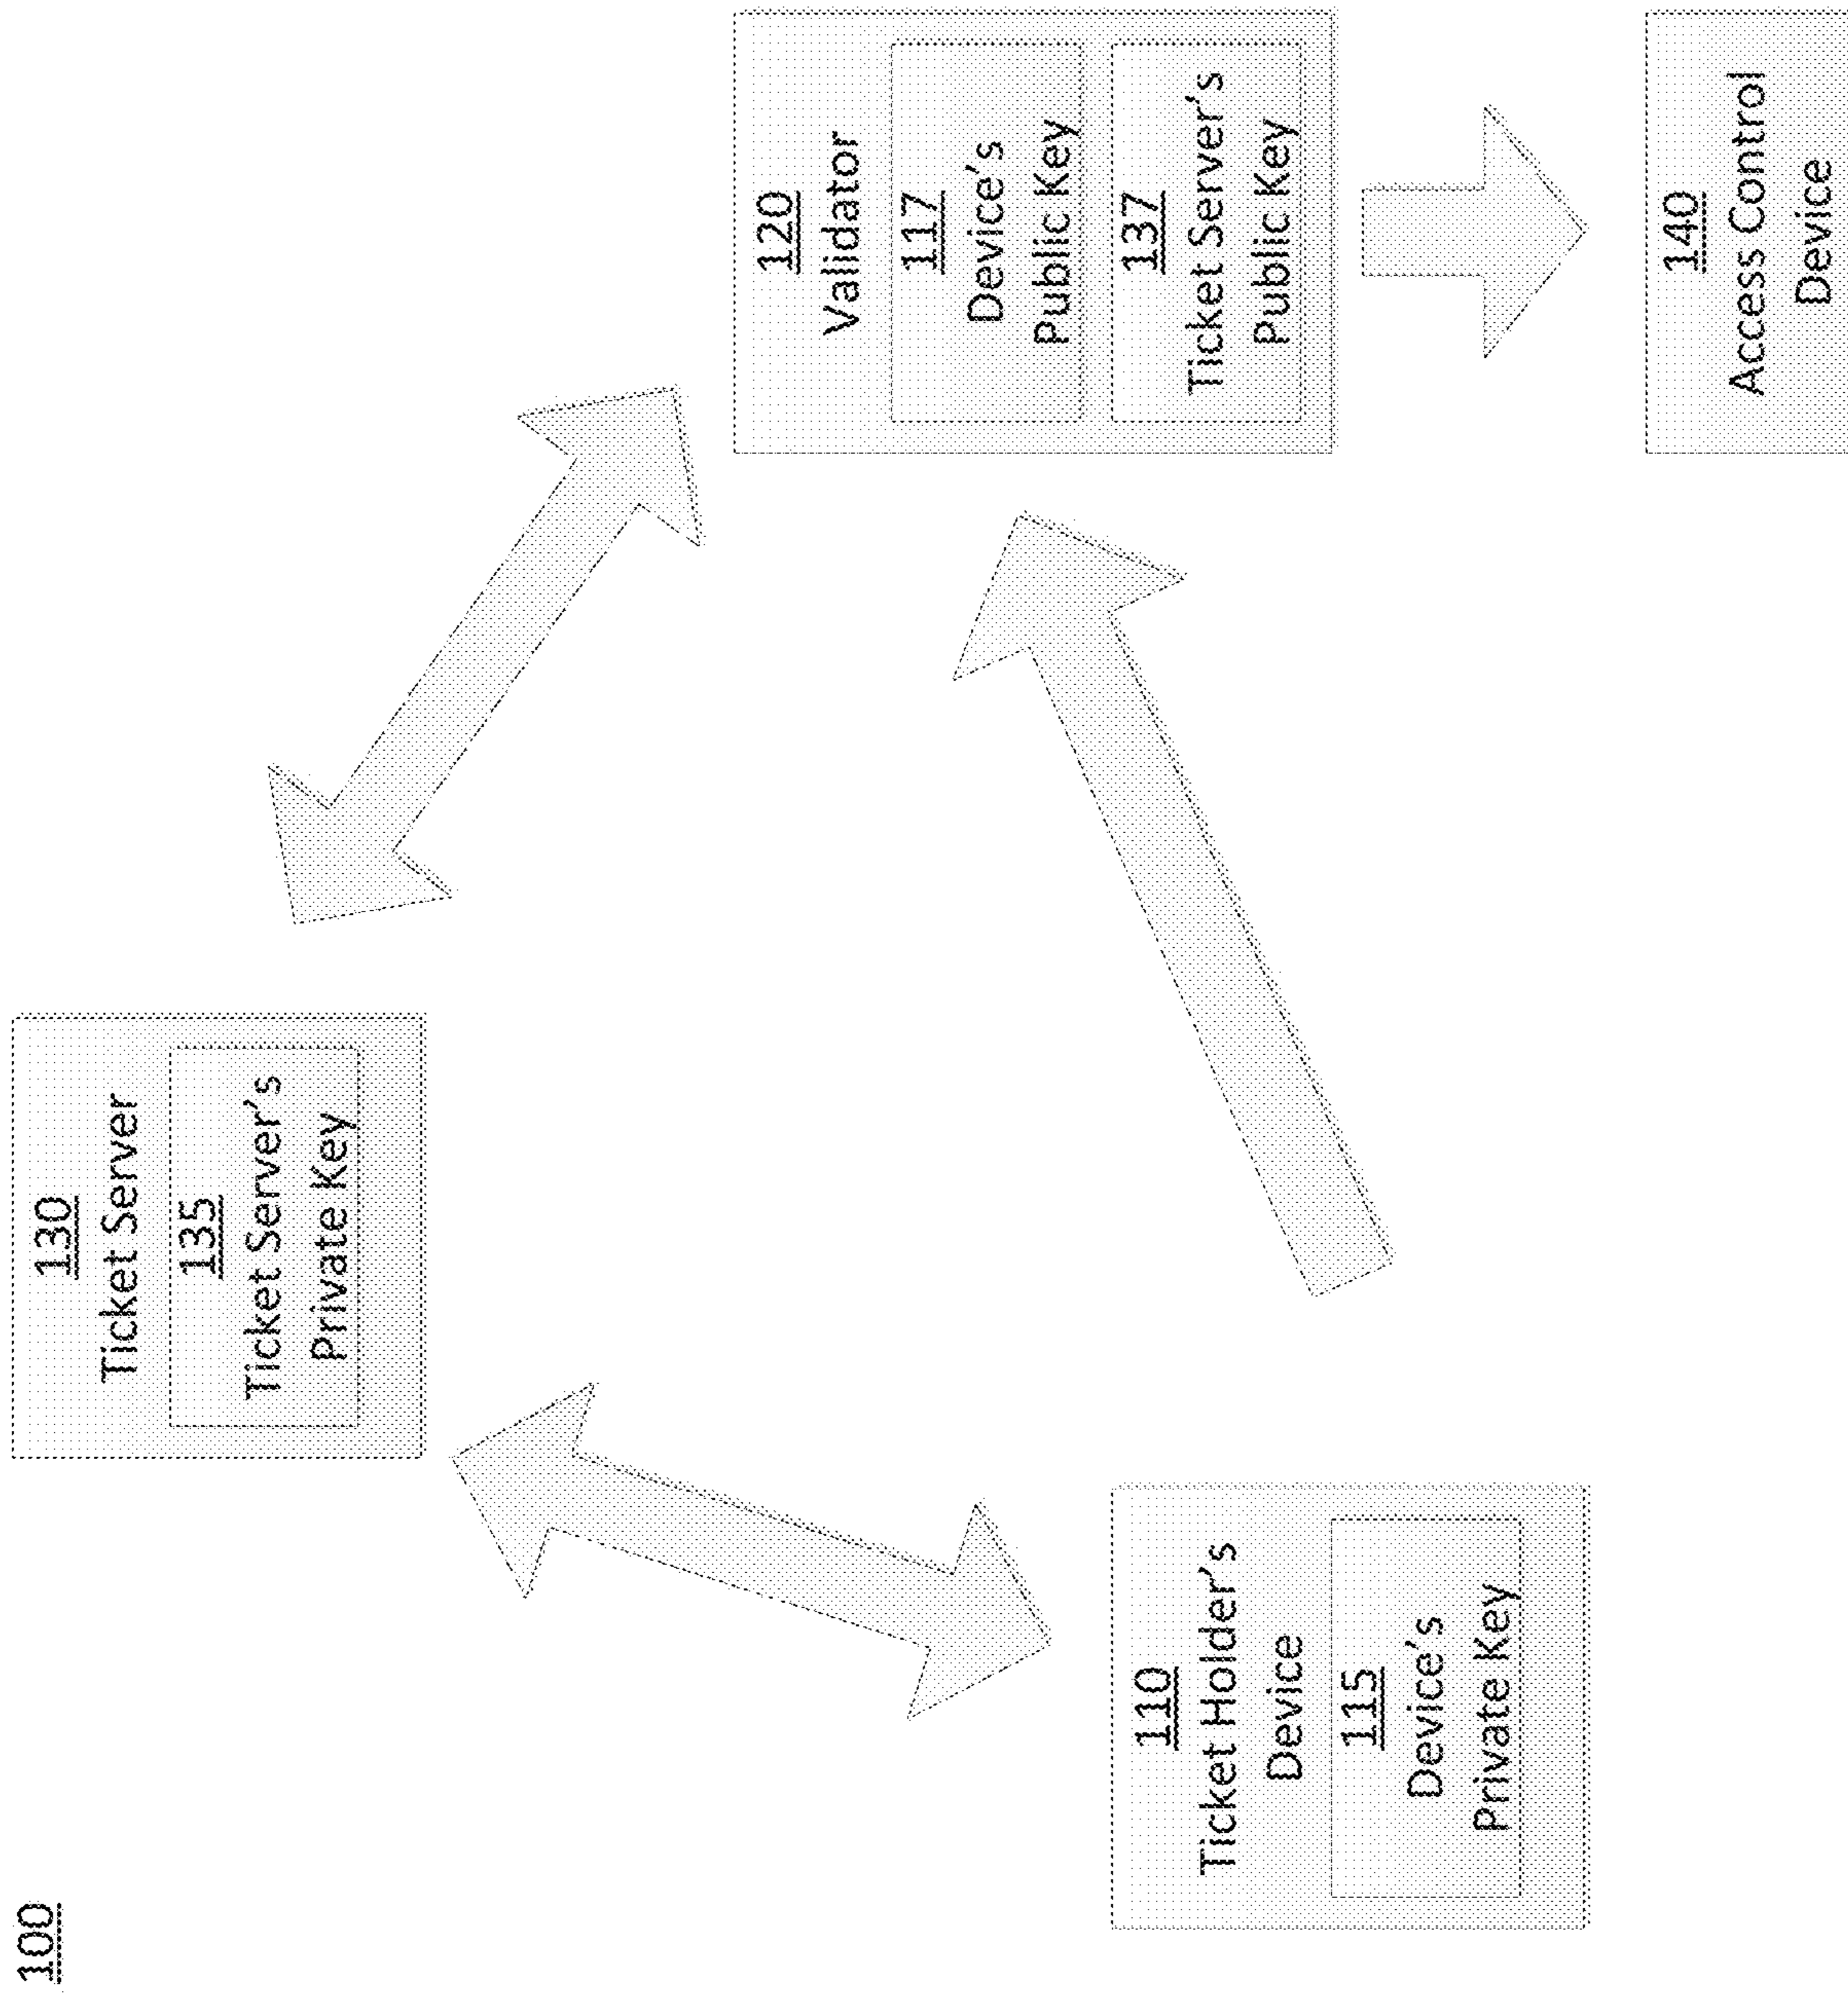 100
130
Ticket Server
135
Ticket Server's
Private Key
110
Ticket Holder's
Device
115
Device's
Private Key
120
Validator
117
Device's
Public Key
137
Ticket Server's
Public Key
140
Access Control
Device